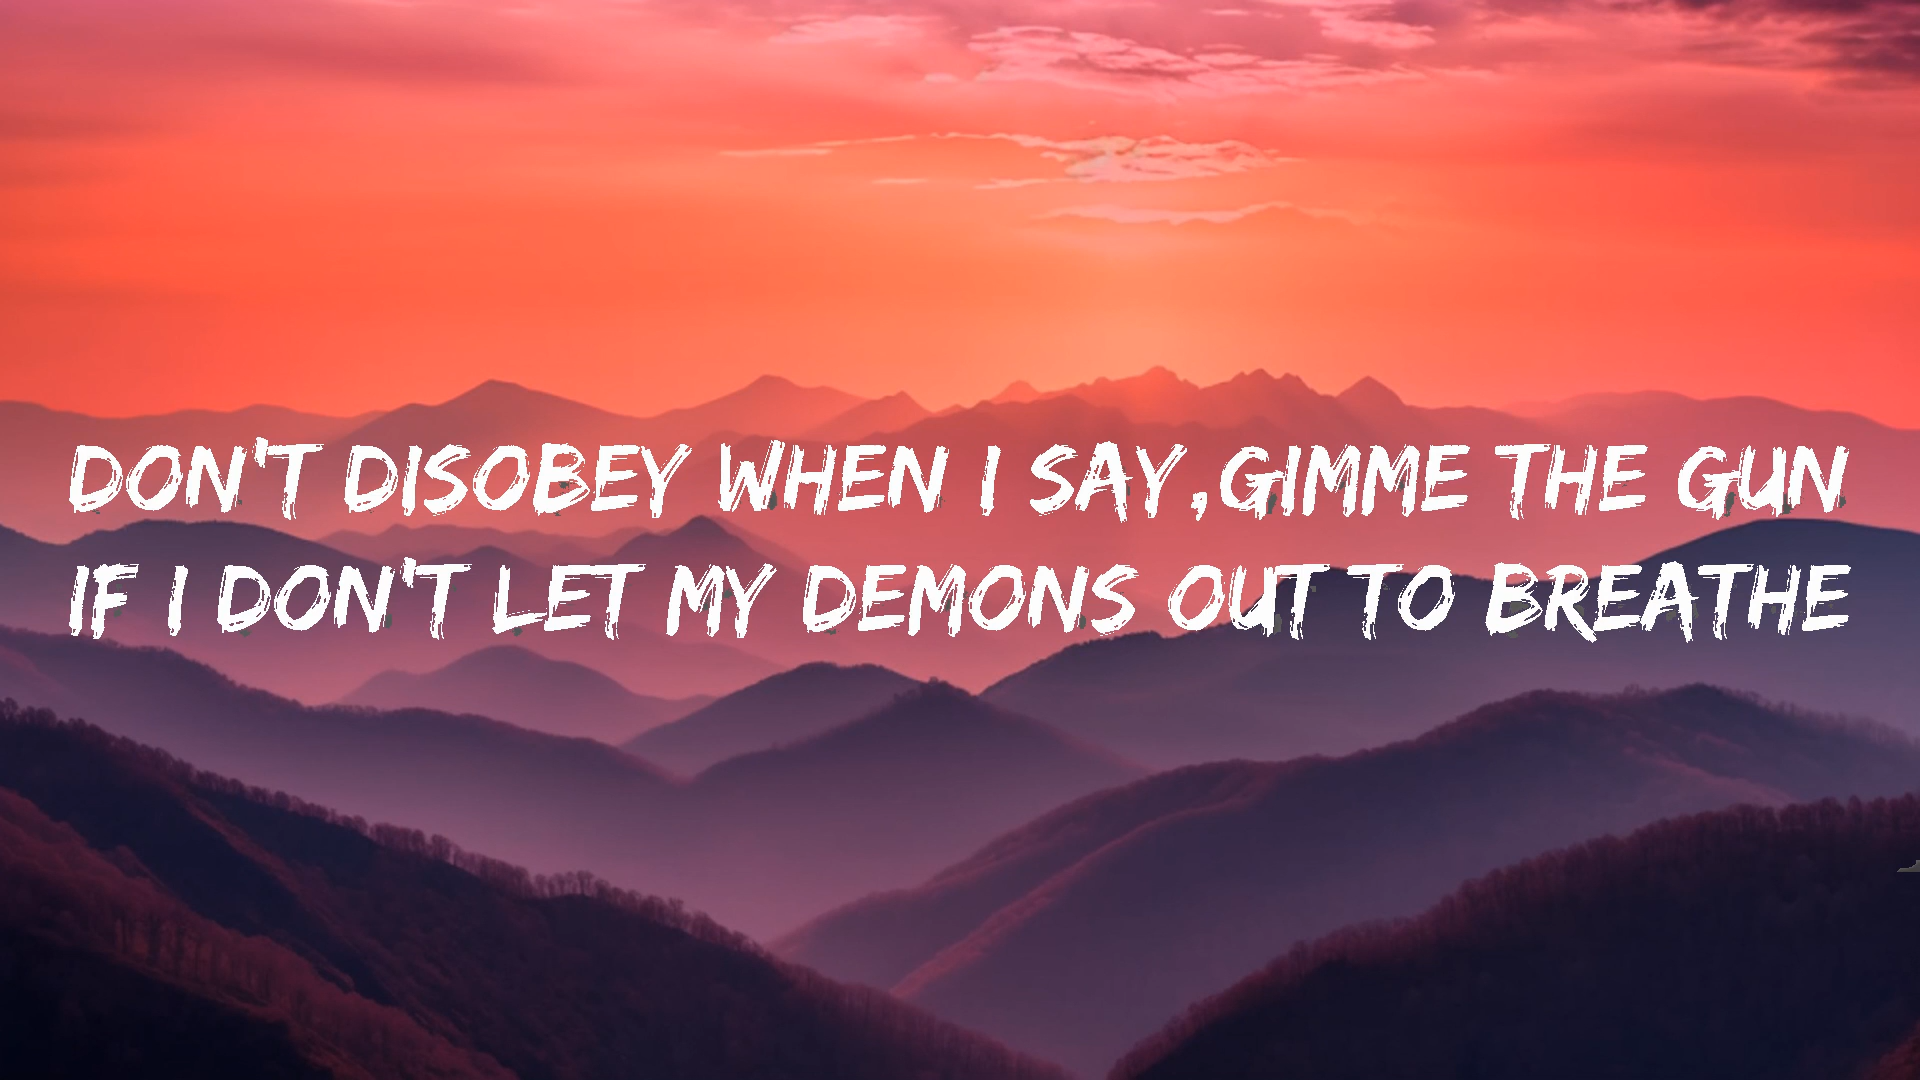 DON'T DISOBEY WHEN I SAY,GIMME THE GUN
IF I DON'T LET MY DEMONS OUT TO BREATHE